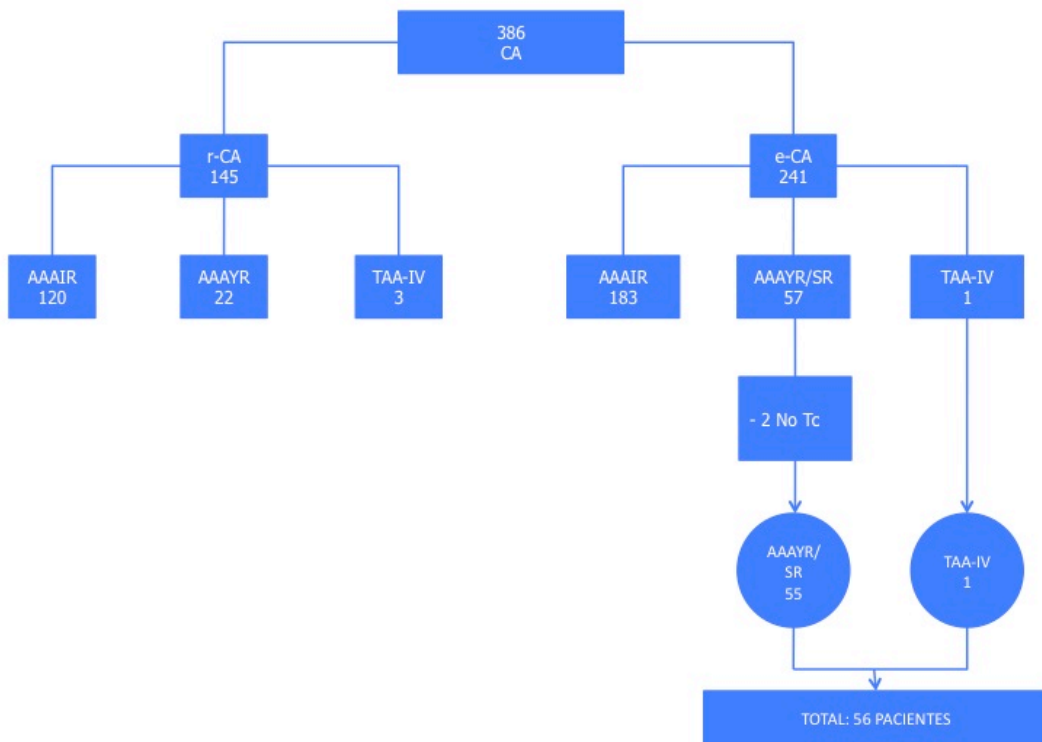 386
CA
r-CA
145
e-CA
241
AAAIR
120
AAAYR
22
TAA-IV
3
AAAIR
183
AAAYR/SR
57
TAA-IV
1
- 2 No Tc
AAAYR/
SR
55
TAA-IV
1
TOTAL: 56 PACIENTES